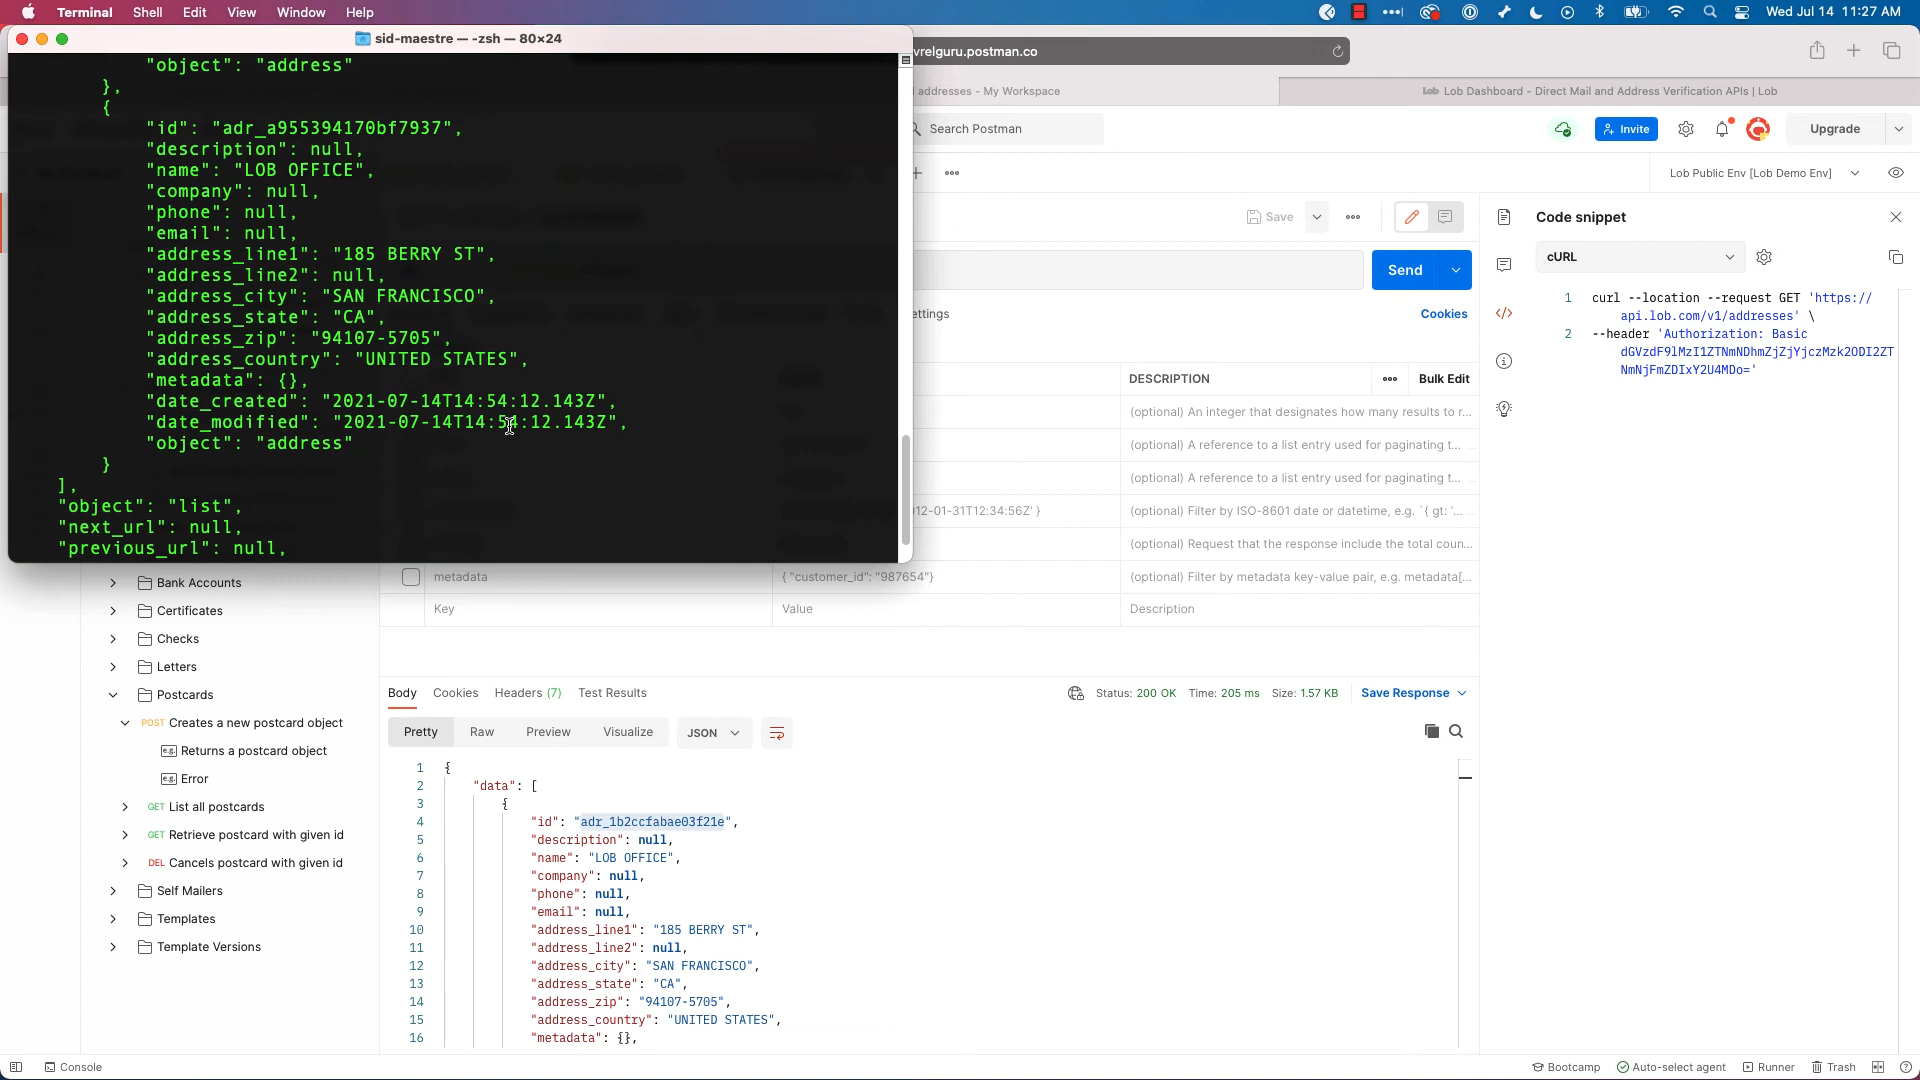 Terminal Shell Edit View Window Help
Wed Jul 14 11:27 AM
sid-maestre — -zsh — 80×24
"object": "address"
},
{
"id": "adr_a955394170bf7937",
"description": null,
"name": "LOB OFFICE",
"company": null,
"phone": null,
"email": null,
"address_line1": "185 BERRY ST",
"address_line2": null,
"address_city": "SAN FRANCISCO",
"address_state": "CA",
"address_zip": "94107-5705",
"address_country": "UNITED STATES",
"metadata": {},
"date_created": "2021-07-14T14:54:12.143Z",
"date_modified": "2021-07-14T14:54:12.143Z",
"object": "address"
}
],
"object": "list",
"next_url": null,
"previous_url": null,
vrelguru.postman.co
addresses - My Workspace
Lob Lob Dashboard - Direct Mail and Address Verification APIs | Lob
Search Postman
Invite
Upgrade
Lob Public Env [Lob Demo Env]
Save
Send
ettings
Cookies
DESCRIPTION
Bulk Edit
(optional) An integer that designates how many results to r...
(optional) A reference to a list entry used for paginating t...
(optional) A reference to a list entry used for paginating t...
012-01-31T12:34:56Z' }
(optional) Filter by ISO-8601 date or datetime, e.g. `{ gt: '...
(optional) Request that the response include the total coun...
metadata
{ "customer_id": "987654"}
(optional) Filter by metadata key-value pair, e.g. metadata[...
Key
Value
Description
Code snippet
cURL
1 curl --location --request GET 'https://
api.lob.com/v1/addresses' \
2 --header 'Authorization: Basic
dGVzdF9lMzI1ZTNmNDhmZjZjYjczMzk2ODI2ZT
NmNjFmZDIxY2U4MDo='
Bank Accounts
Certificates
Checks
Letters
Postcards
POST Creates a new postcard object
e.g. Returns a postcard object
e.g. Error
GET List all postcards
GET Retrieve postcard with given id
DEL Cancels postcard with given id
Self Mailers
Templates
Template Versions
Body Cookies Headers (7) Test Results
Status: 200 OK Time: 205 ms Size: 1.57 KB
Save Response
Pretty Raw Preview Visualize JSON
1 {
2 "data": [
3 {
4 "id": "adr_1b2ccfabae03f21e",
5 "description": null,
6 "name": "LOB OFFICE",
7 "company": null,
8 "phone": null,
9 "email": null,
10 "address_line1": "185 BERRY ST",
11 "address_line2": null,
12 "address_city": "SAN FRANCISCO",
13 "address_state": "CA",
14 "address_zip": "94107-5705",
15 "address_country": "UNITED STATES",
16 "metadata": {},
Console
Bootcamp
Auto-select agent
Runner
Trash